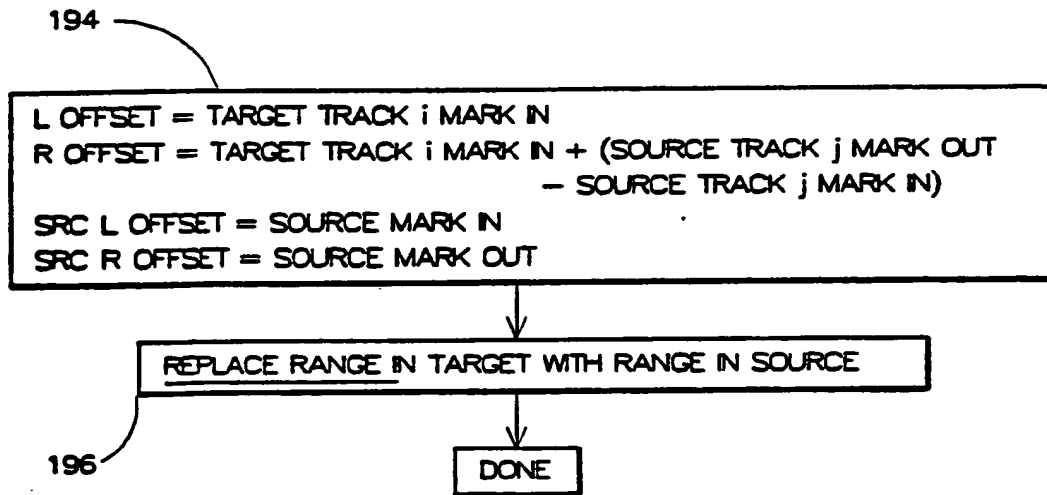 194
L OFFSET = TARGET TRACK i MARK IN
R OFFSET = TARGET TRACK i MARK IN + (SOURCE TRACK j MARK OUT
− SOURCE TRACK j MARK IN)
SRC L OFFSET = SOURCE MARK IN
SRC R OFFSET = SOURCE MARK OUT
REPLACE RANGE IN TARGET WITH RANGE IN SOURCE
196
DONE